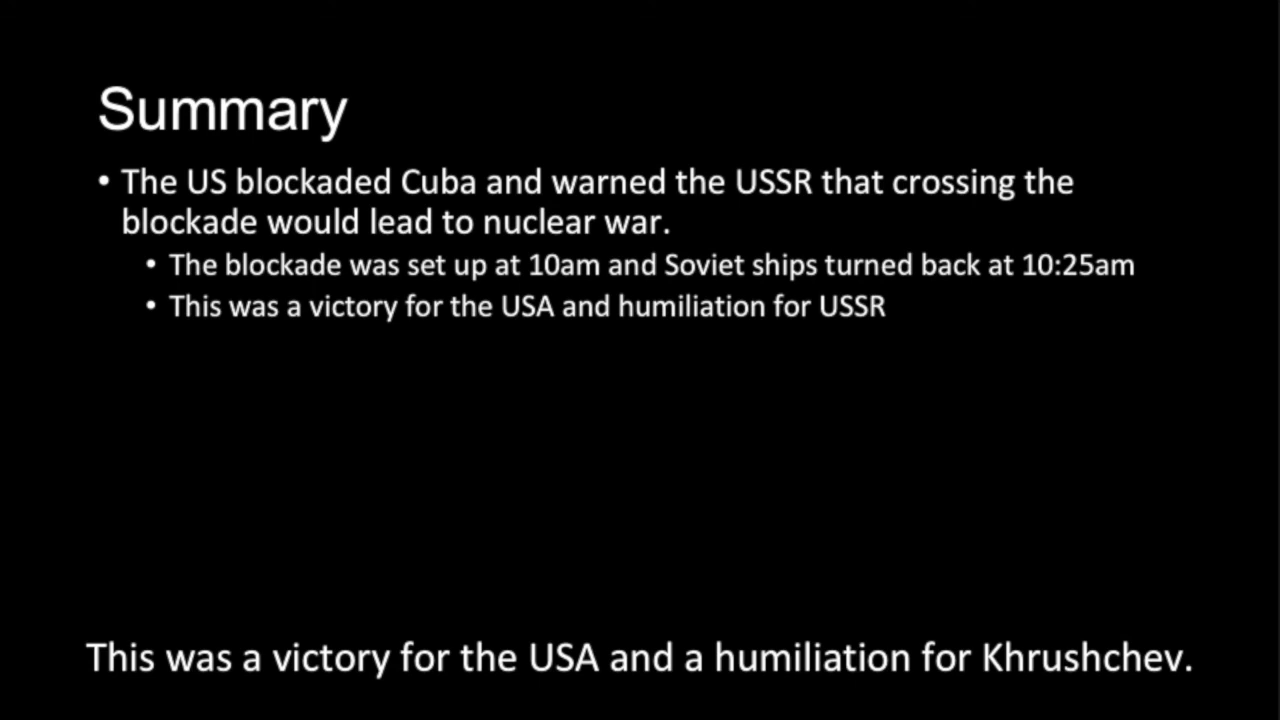 Summary
• The US blockaded Cuba and warned the USSR that crossing the
blockade would lead to nuclear war.
• The blockade was set up at 10am and Soviet ships turned back at 10:25am
• This was a victory for the USA and humiliation for USSR
This was a victory for the USA and a humiliation for Khrushchev.